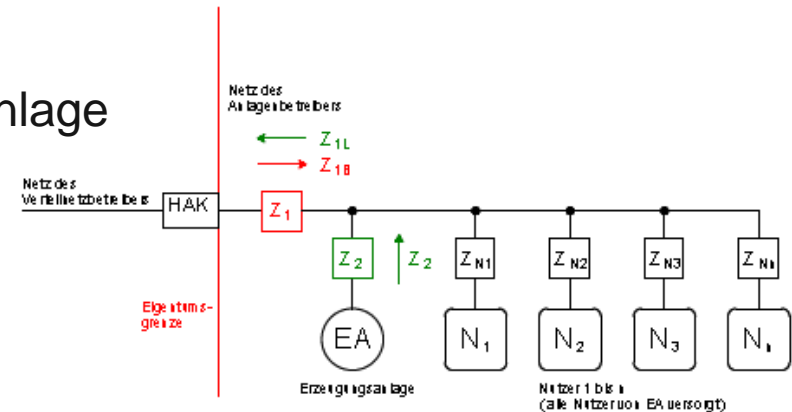 nlage
Netz des
Anlagenbetreibers
Z1L
Z1B
Netz des
Verteilnetzbetreibers
HAK
Z1
Z2
Z2
ZN1
ZN2
ZN3
ZNn
Eigentums-
grenze
EA
N1
N2
N3
Nn
Erzeugungsanlage
Nutzer 1 bis n
(alle Nutzer von EA versorgt)